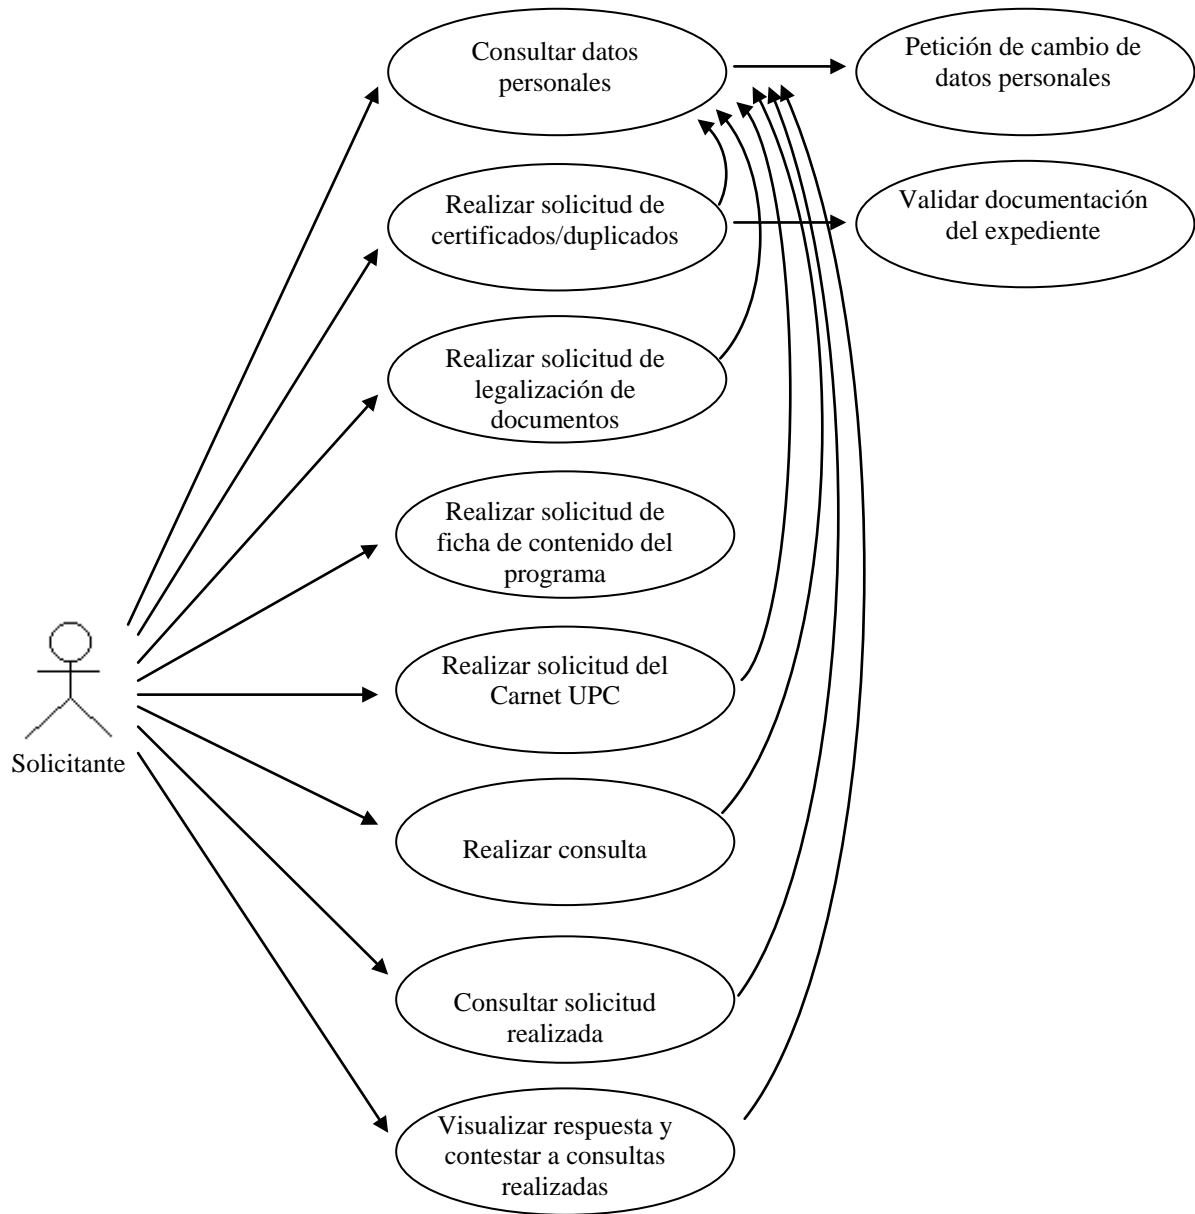 Consultar datos
personales
Petición de cambio de
datos personales
Realizar solicitud de
certificados/duplicados
Validar documentación
del expediente
Realizar solicitud de
legalización de
documentos
Realizar solicitud de
ficha de contenido del
programa
Realizar solicitud del
Carnet UPC
Solicitante
Realizar consulta
Consultar solicitud
realizada
Visualizar respuesta y
contestar a consultas
realizadas